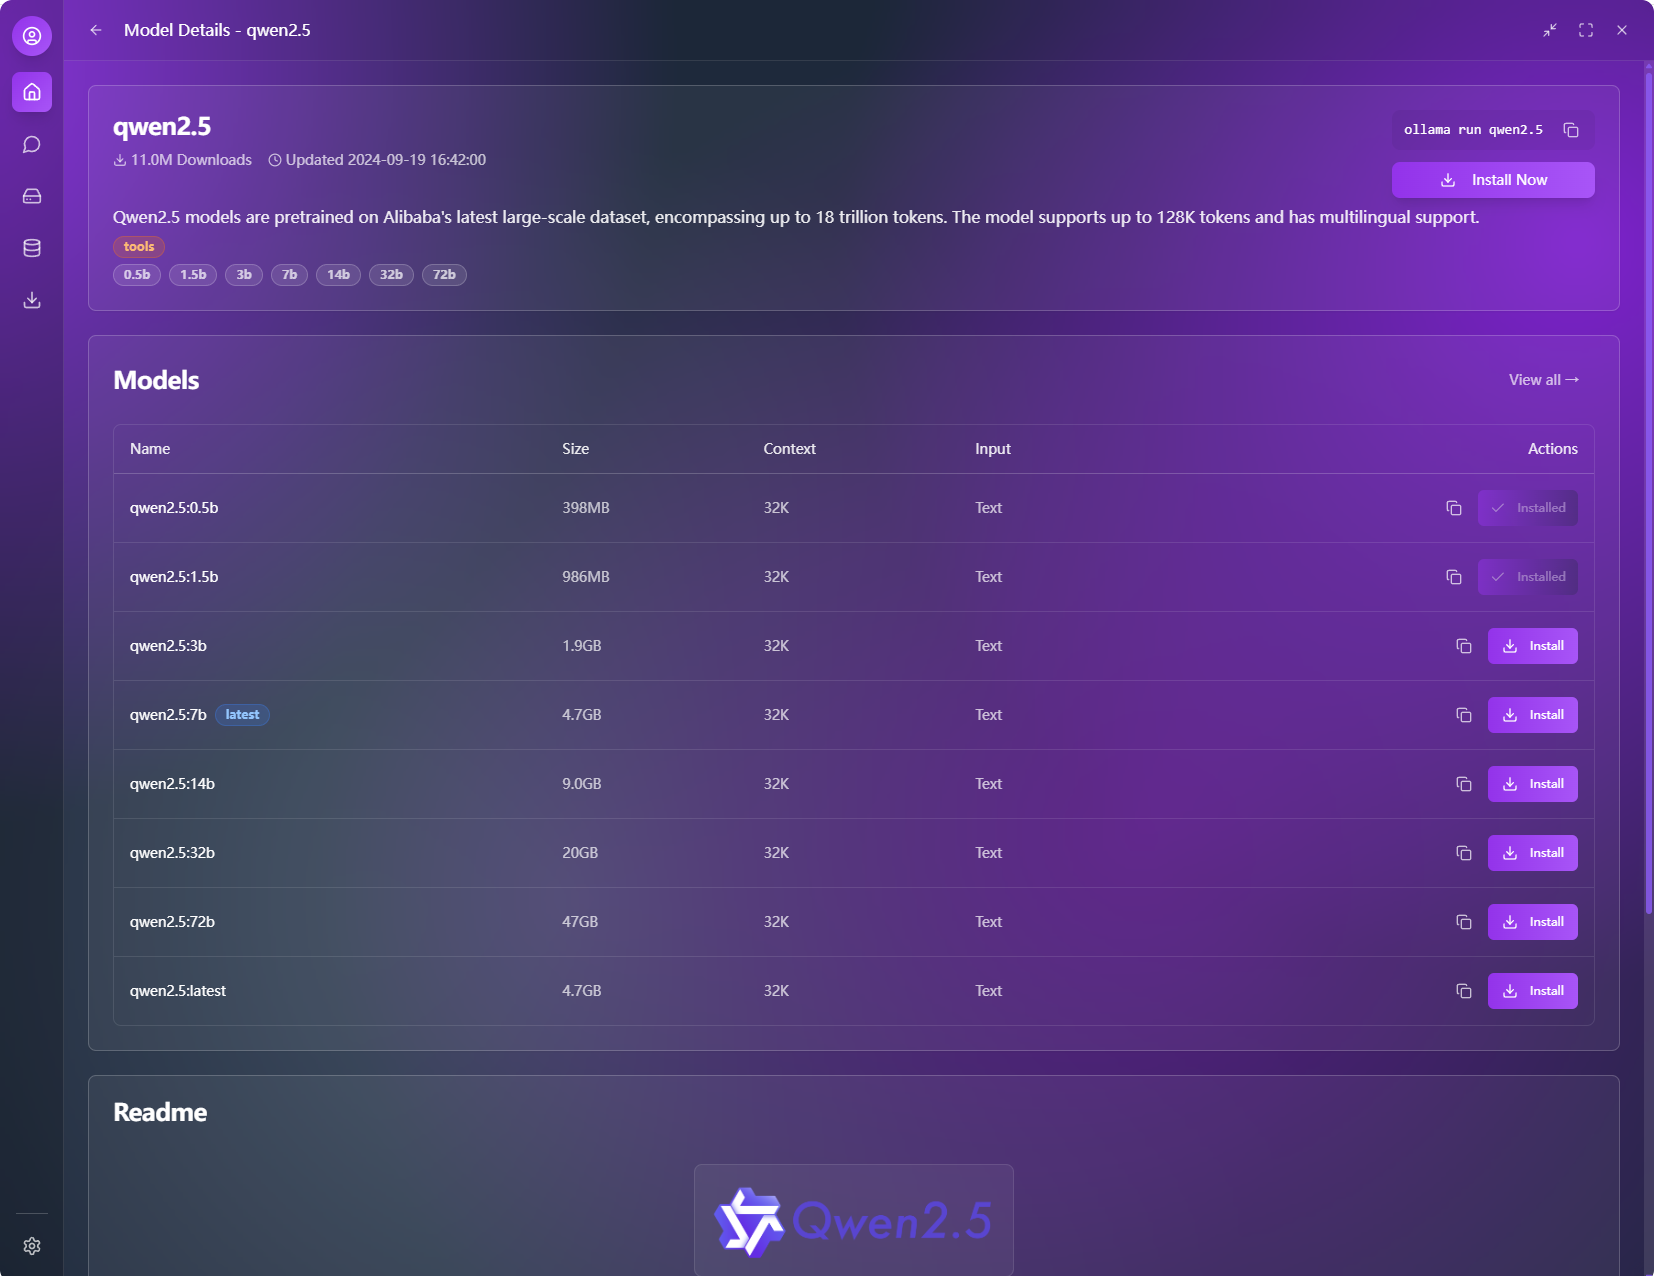 Model Details - qwen2.5
qwen2.5
ollama run qwen2.5
11.0M Downloads Updated 2024-09-19 16:42:00
Install Now
Qwen2.5 models are pretrained on Alibaba's latest large-scale dataset, encompassing up to 18 trillion tokens. The model supports up to 128K tokens and has multilingual support.
tools
0.5b 1.5b 3b 7b 14b 32b 72b
Models
View all →
Name Size Context Input Actions
qwen2.5:0.5b 398MB 32K Text Installed
qwen2.5:1.5b 986MB 32K Text Installed
qwen2.5:3b 1.9GB 32K Text Install
qwen2.5:7b latest 4.7GB 32K Text Install
qwen2.5:14b 9.0GB 32K Text Install
qwen2.5:32b 20GB 32K Text Install
qwen2.5:72b 47GB 32K Text Install
qwen2.5:latest 4.7GB 32K Text Install
Readme
Qwen2.5